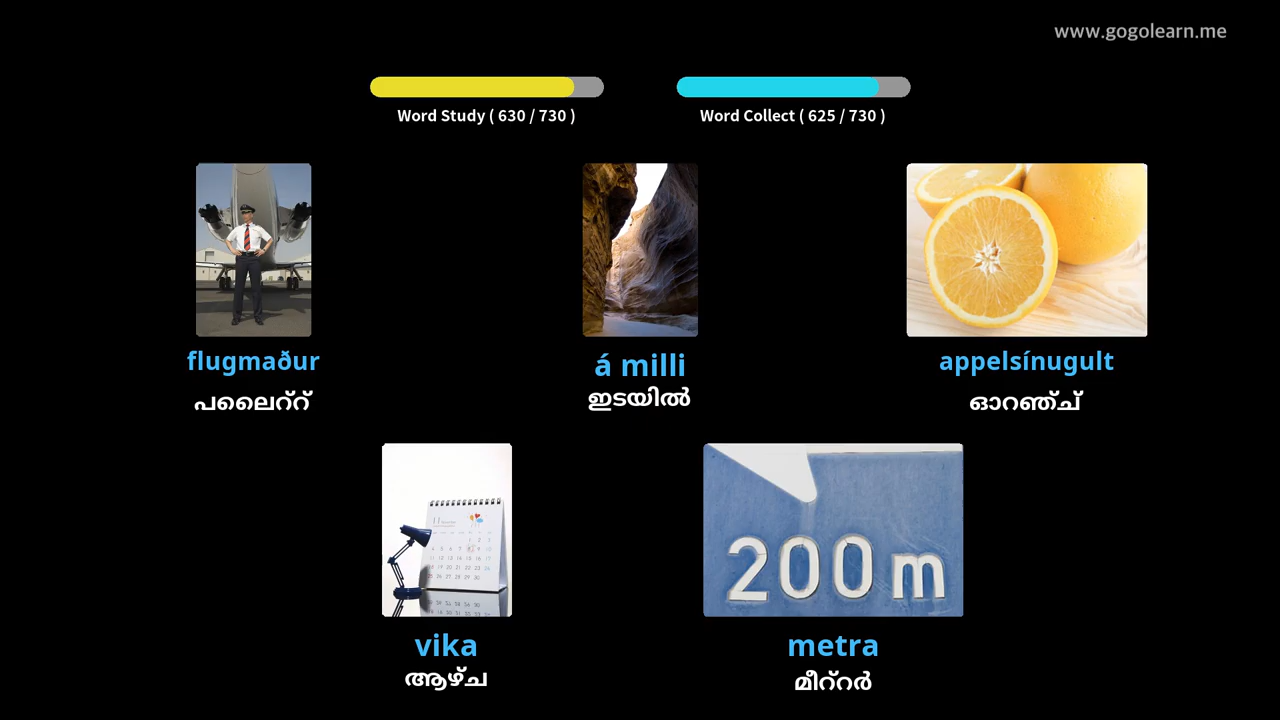 www.gogolearn.me
Word Study ( 630 / 730 )
Word Collect ( 625 / 730 )
flugmaður
പലൈറ്റ്
á milli
ഇടയിൽ
appelsínugult
ഓറഞ്ച്
200 m
vika
ആഴ്ച
metra
മീറ്റർ